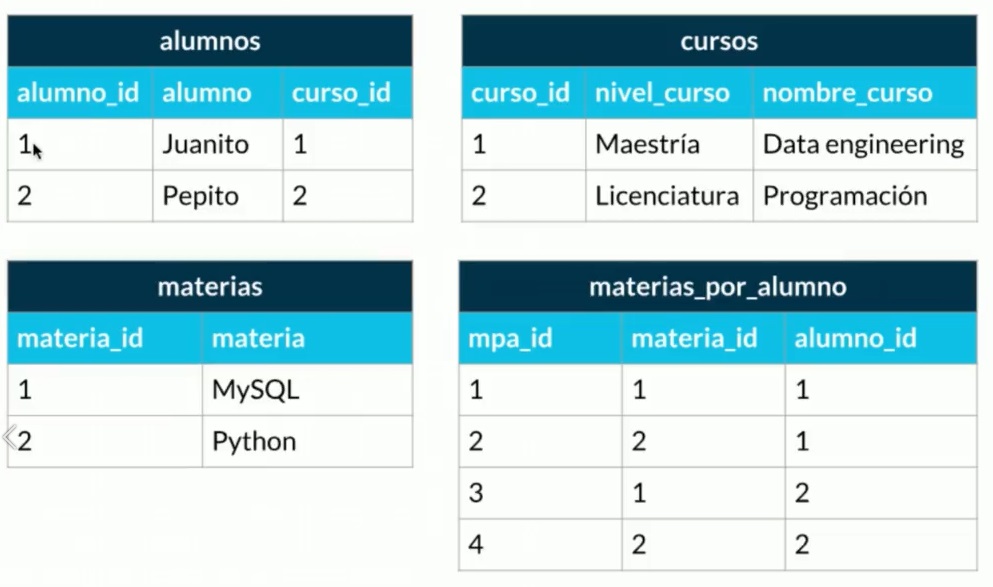 alumnos
alumno_id alumno curso_id
1 Juanito 1
2 Pepito 2
cursos
curso_id nivel_curso nombre_curso
1 Maestría Data engineering
2 Licenciatura Programación
materias
materia_id materia
1 MySQL
2 Python
materias_por_alumno
mpa_id materia_id alumno_id
1 1 1
2 2 1
3 1 2
4 2 2